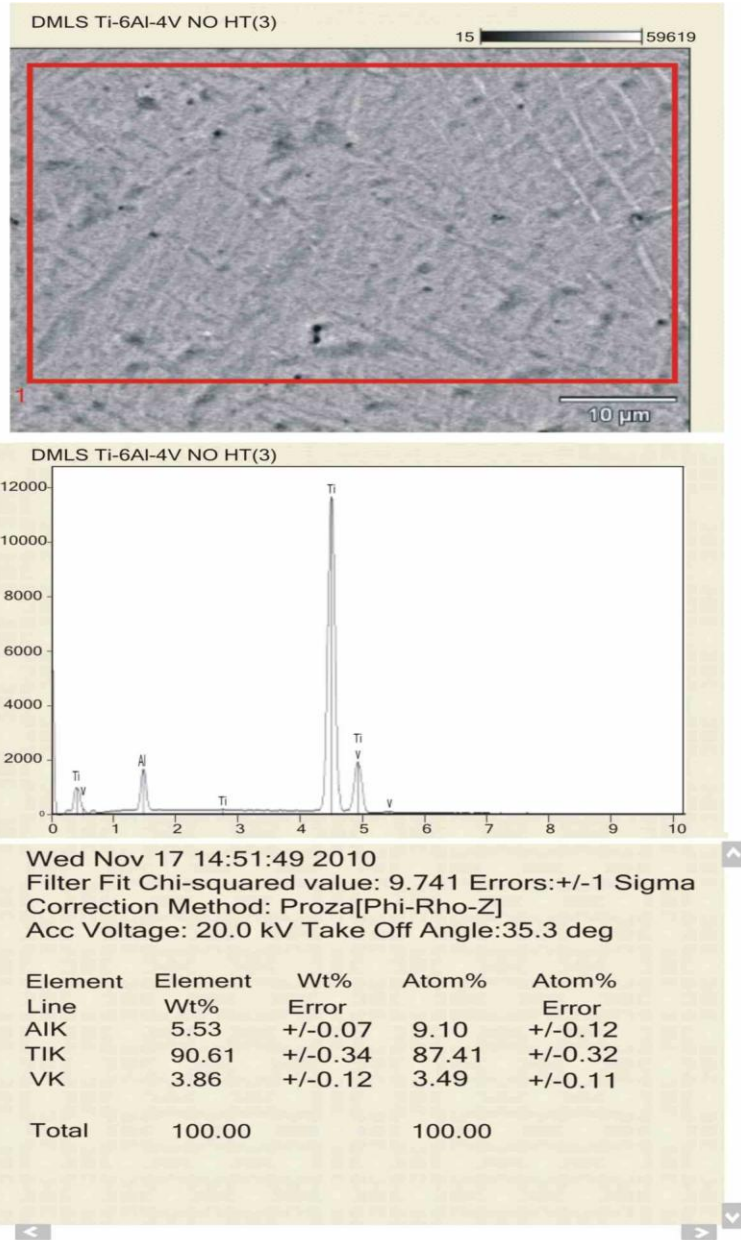 DMLS Ti-6Al-4V NO HT(3)
15 59619
1
10 µm
DMLS Ti-6Al-4V NO HT(3)
12000
10000
8000
6000
4000
2000
0
Ti
Ti
V
Al
Ti
Ti
V
V
0 1 2 3 4 5 6 7 8 9 10
Wed Nov 17 14:51:49 2010
Filter Fit Chi-squared value: 9.741 Errors:+/-1 Sigma
Correction Method: Proza[Phi-Rho-Z]
Acc Voltage: 20.0 kV Take Off Angle:35.3 deg
Element Element Wt% Atom% Atom%
Line Wt% Error Error
AIK 5.53 +/-0.07 9.10 +/-0.12
TIK 90.61 +/-0.34 87.41 +/-0.32
VK 3.86 +/-0.12 3.49 +/-0.11
Total 100.00 100.00